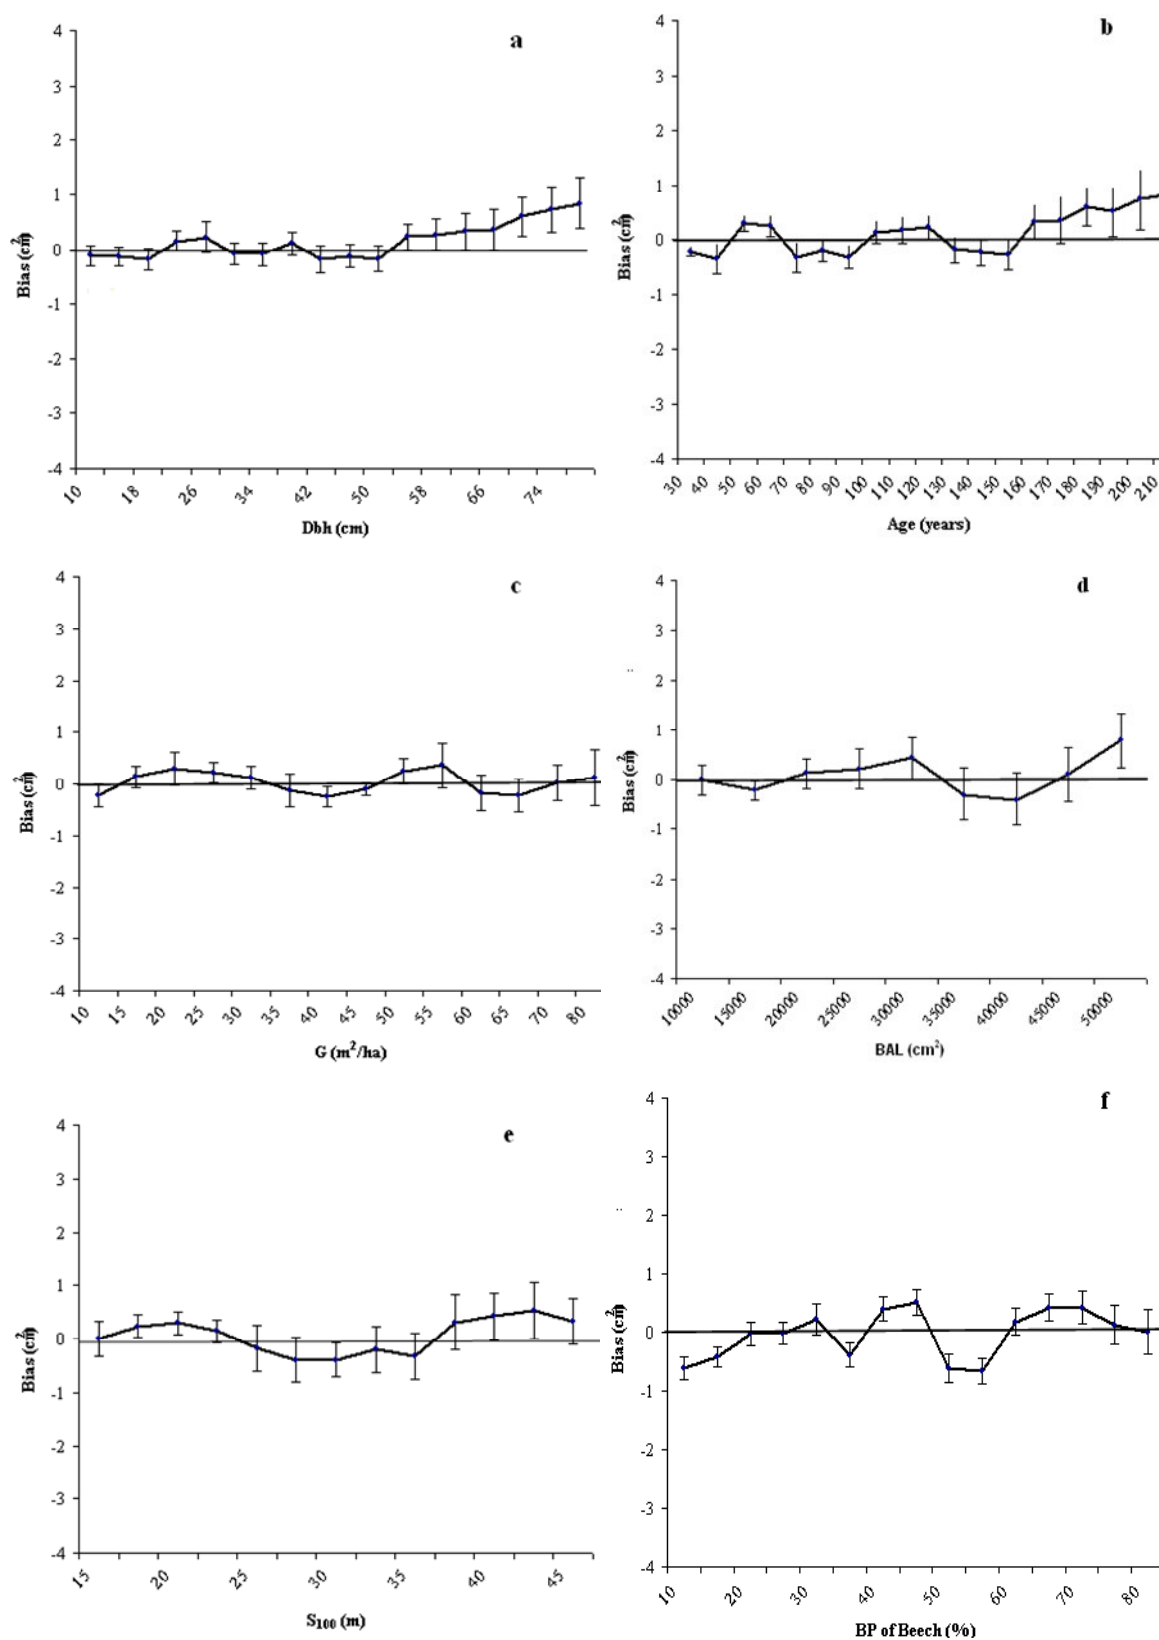 a
4
3
2
1
0
-1
-2
-3
-4
Bias (cm²)
10 18 26 34 42 50 58 66 74
Dbh (cm)
b
4
3
2
1
0
-1
-2
-3
-4
Bias (cm²)
30 40 50 60 70 80 90 100 110 120 130 140 150 160 170 180 190 200 210
Age (years)
c
4
3
2
1
0
-1
-2
-3
-4
Bias (cm²)
10 15 20 25 30 35 40 45 50 55 60 65 70 80
G (m²/ha)
d
4
3
2
1
0
-1
-2
-3
-4
Bias (cm²)
10000 15000 20000 25000 30000 35000 40000 45000 50000
BAL (cm²)
e
4
3
2
1
0
-1
-2
-3
-4
Bias (cm²)
15 20 25 30 35 40 45
S₁₀₀ (m)
f
4
3
2
1
0
-1
-2
-3
-4
Bias (cm²)
10 20 30 40 50 60 70 80
BP of Beech (%)